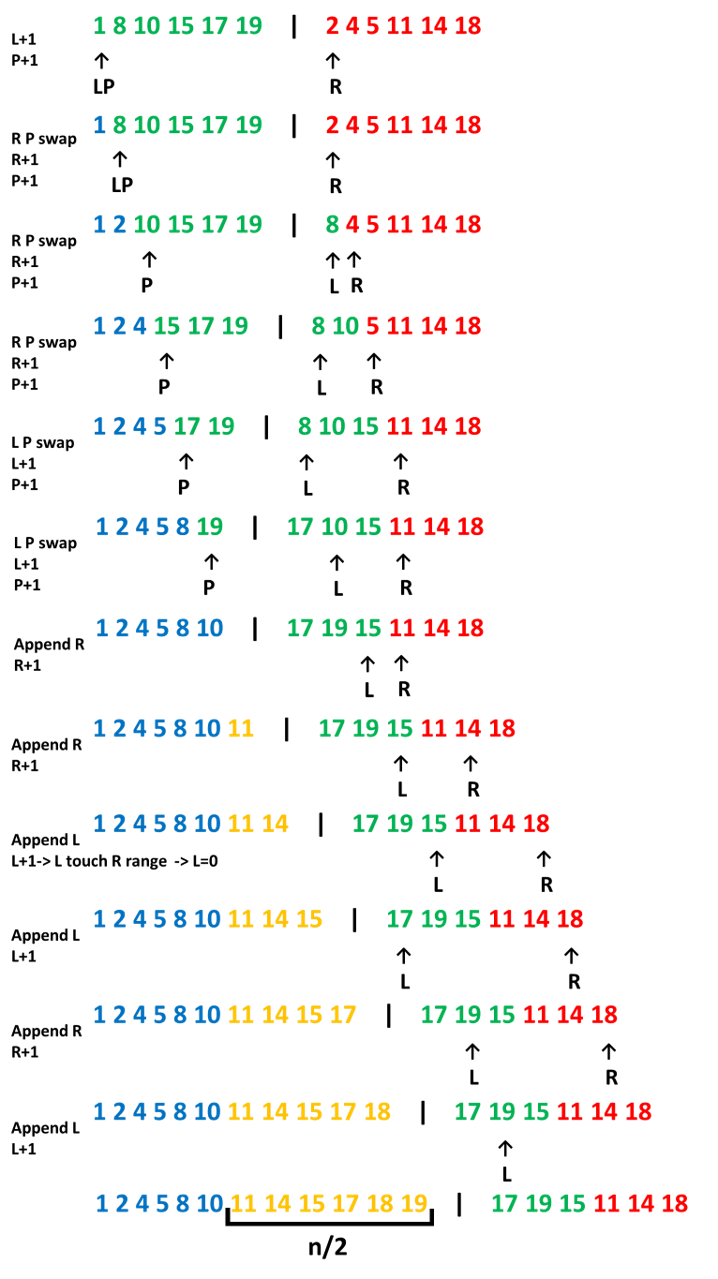 1 8 10 15 17 19 | 2 4 5 11 14 18
L+1
P+1
LP R
1 8 10 15 17 19 | 2 4 5 11 14 18
R P swap
R+1
P+1
LP R
1 2 10 15 17 19 | 8 4 5 11 14 18
R P swap
R+1
P+1
P L R
1 2 4 15 17 19 | 8 10 5 11 14 18
R P swap
R+1
P+1
P L R
1 2 4 5 17 19 | 8 10 15 11 14 18
L P swap
L+1
P+1
P L R
1 2 4 5 8 19 | 17 10 15 11 14 18
L P swap
L+1
P+1
P L R
1 2 4 5 8 10 | 17 19 15 11 14 18
Append R
R+1
L R
1 2 4 5 8 10 11 | 17 19 15 11 14 18
Append R
R+1
L R
1 2 4 5 8 10 11 14 | 17 19 15 11 14 18
Append L
L+1-> L touch R range -> L=0
L R
1 2 4 5 8 10 11 14 15 | 17 19 15 11 14 18
Append L
L+1
L R
1 2 4 5 8 10 11 14 15 17 | 17 19 15 11 14 18
Append R
R+1
L R
1 2 4 5 8 10 11 14 15 17 18 | 17 19 15 11 14 18
Append L
L+1
L
1 2 4 5 8 10 11 14 15 17 18 19 | 17 19 15 11 14 18
n/2